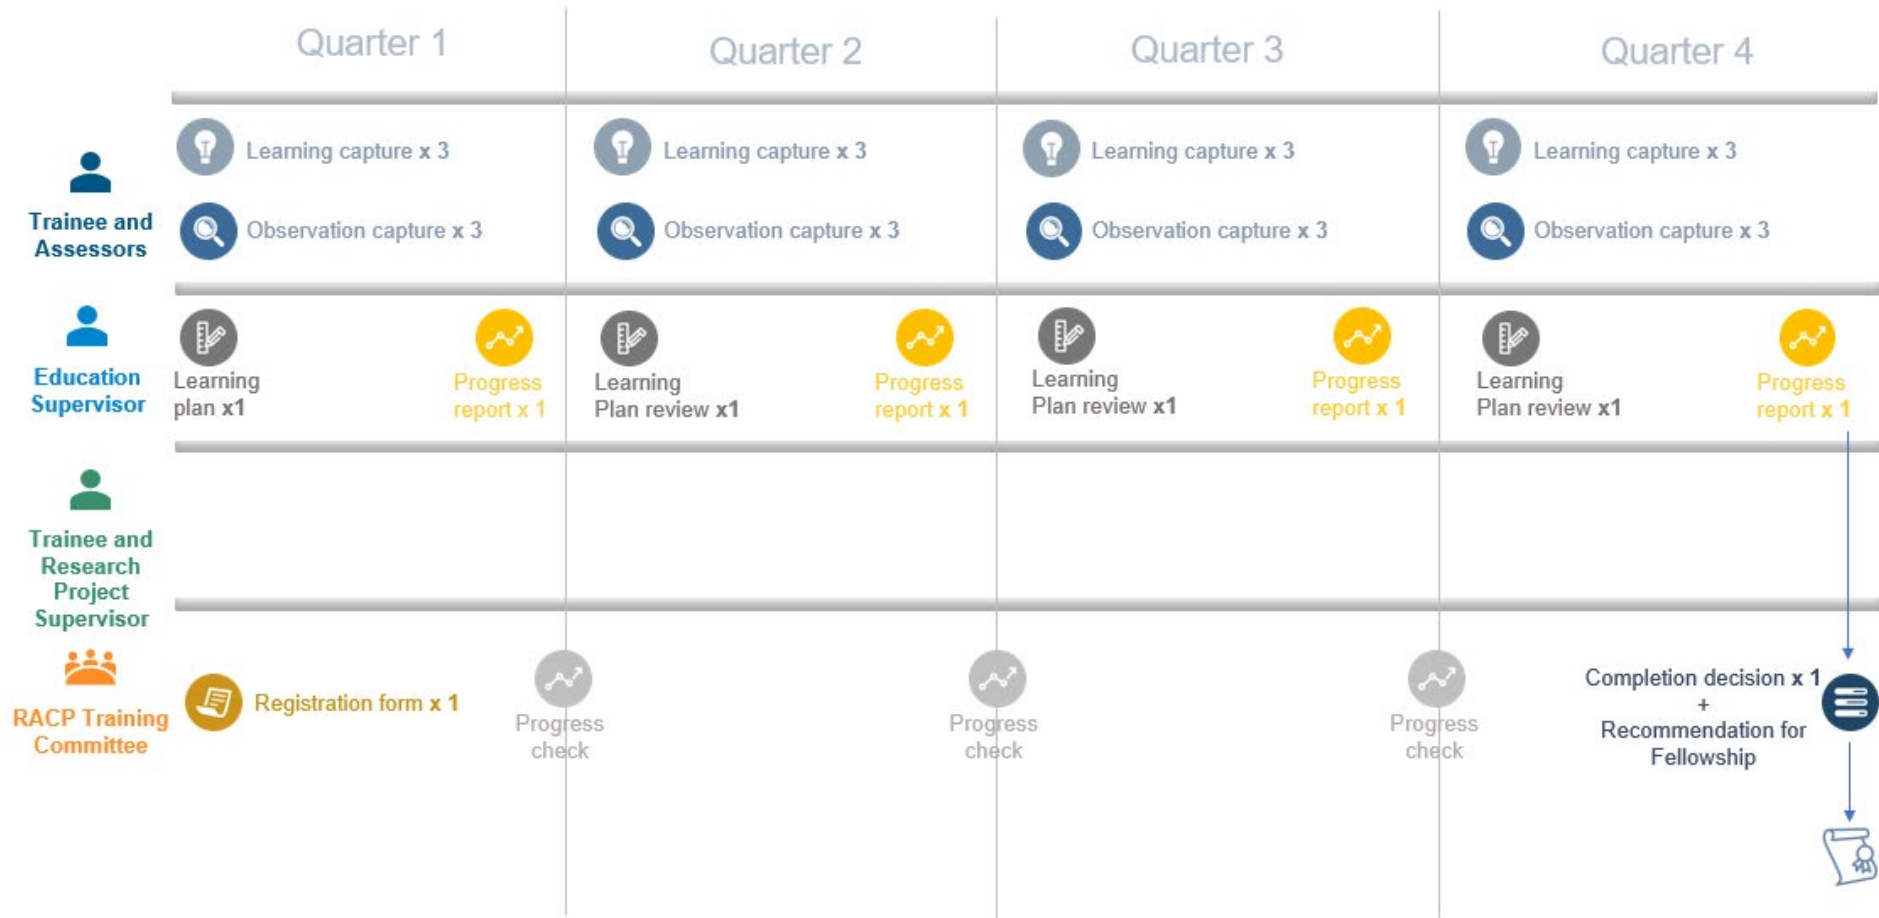 Quarter 1
Quarter 2
Quarter 3
Quarter 4
Trainee and
Assessors
Learning capture x 3
Learning capture x 3
Learning capture x 3
Learning capture x 3
Observation capture x 3
Observation capture x 3
Observation capture x 3
Observation capture x 3
Education
Supervisor
Learning
plan x1
Progress
report x 1
Learning
Plan review x1
Progress
report x 1
Learning
Plan review x1
Progress
report x 1
Learning
Plan review x1
Progress
report x 1
Trainee and
Research
Project
Supervisor
RACP Training
Committee
Registration form x 1
Progress
check
Progress
check
Progress
check
Completion decision x 1
+
Recommendation for
Fellowship